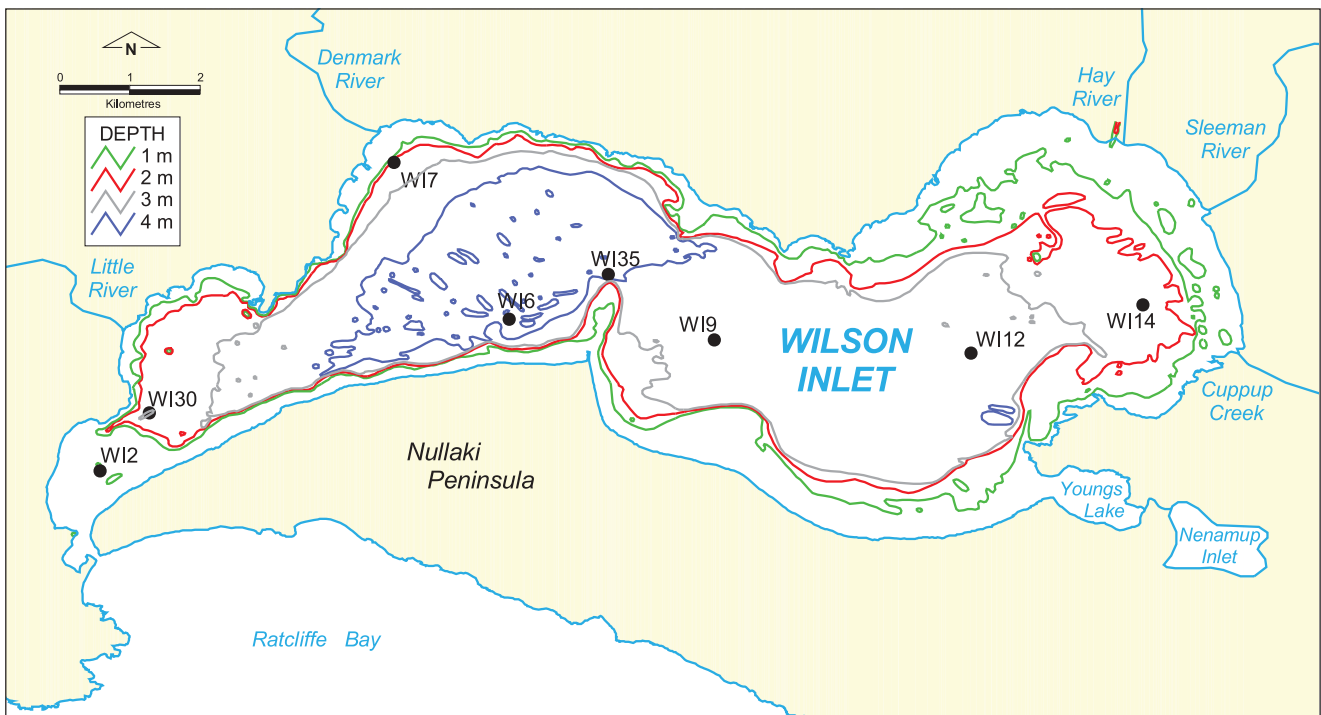 N
0 1 2
Kilometres
DEPTH
1 m
2 m
3 m
4 m
Denmark
River
Hay
River
Sleeman
River
Little
River
WI7
WI35
WI6
WI9
WILSON
INLET
WI12
WI14
WI30
WI2
Cuppup
Creek
Nullaki
Peninsula
Youngs
Lake
Nenamup
Inlet
Ratcliffe Bay